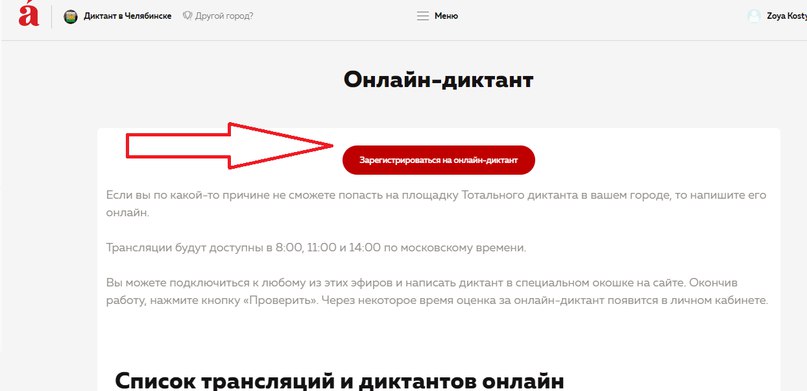 á
Диктант в Челябинске
Другой город?
Меню
Zoya Kosty
Онлайн-диктант
Зарегистрироваться на онлайн-диктант
Если вы по какой-то причине не сможете попасть на площадку Тотального диктанта в вашем городе, то напишите его
онлайн.
Трансляции будут доступны в 8:00, 11:00 и 14:00 по московскому времени.
Вы можете подключиться к любому из этих эфиров и написать диктант в специальном окошке на сайте. Окончив
работу, нажмите кнопку «Проверить». Через некоторое время оценка за онлайн-диктант появится в личном кабинете.
Список трансляций и диктантов онлайн